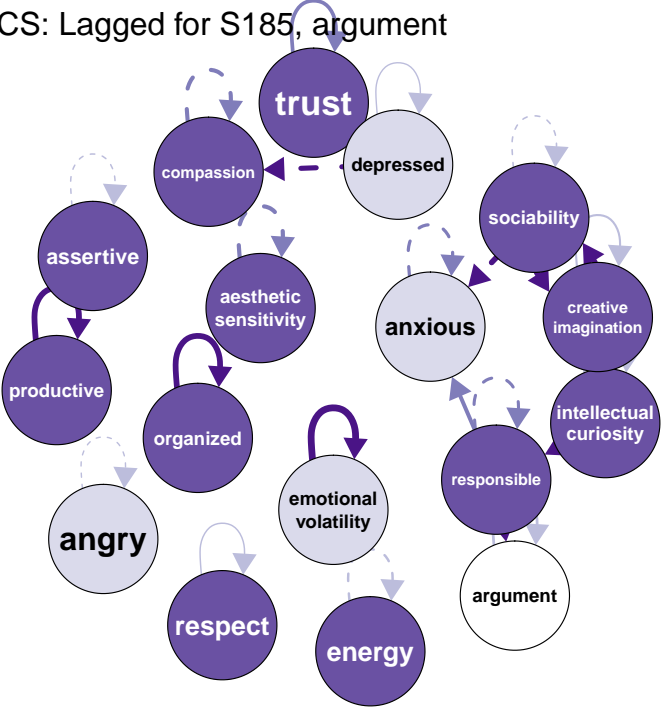 CS: Lagged for S185, argument
trust
compassion
depressed
sociability
assertive
aesthetic
sensitivity
anxious
creative
imagination
productive
organized
intellectual
curiosity
responsible
emotional
volatility
angry
argument
respect
energy